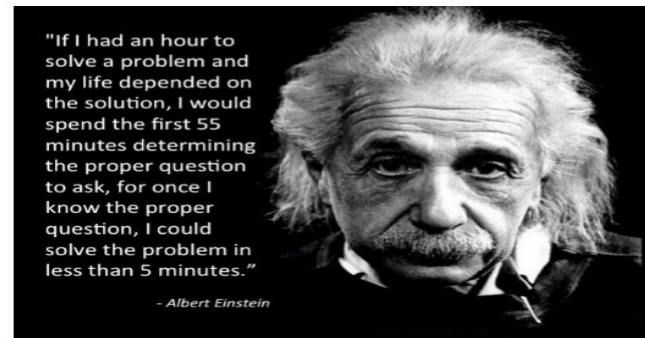 "If I had an hour to
solve a problem and
my life depended on
the solution, I would
spend the first 55
minutes determining
the proper question
to ask, for once I
know the proper
question, I could
solve the problem in
less than 5 minutes.”
- Albert Einstein